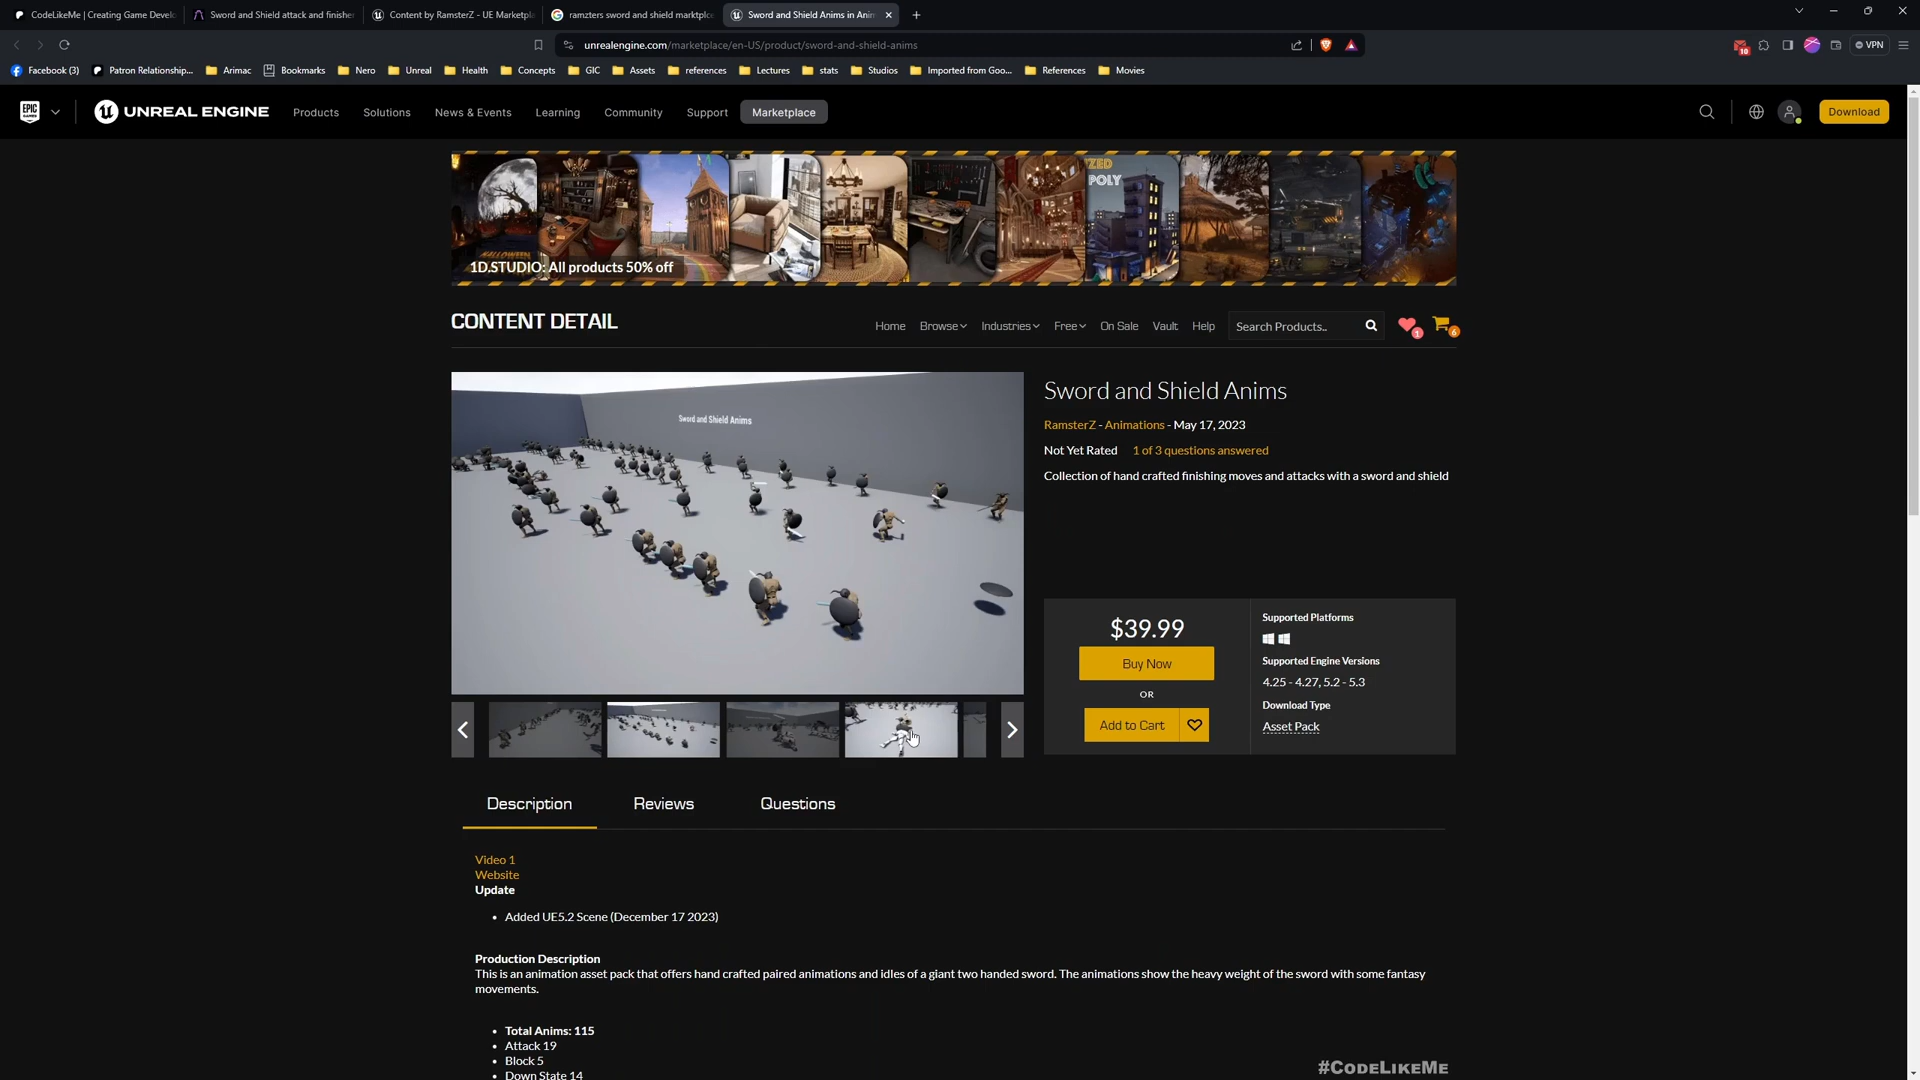 CodeLikeMe | Creating Game Develo
Sword and Shield attack and finisher
Content by RamsterZ - UE Marketpla
ramzters sword and shield marktplce
Sword and Shield Anims in Anim
unrealengine.com/marketplace/en-US/product/sword-and-shield-anims
10
VPN
Facebook (3)
Patron Relationship...
Arimac
Bookmarks
Nero
Unreal
Health
Concepts
GIC
Assets
references
Lectures
stats
Studios
Imported from Goo...
References
Movies
EPIC GAMES
UNREAL ENGINE
Products
Solutions
News & Events
Learning
Community
Support
Marketplace
Download
ZED
POLY
HALLOWEEN
1D.STUDIO: All products 50% off
CONTENT DETAIL
Home
Browse
Industries
Free
On Sale
Vault
Help
Search Products..
1
6
Sword and Shield Anims
Sword and Shield Anims
RamsterZ - Animations - May 17, 2023
Not Yet Rated 1 of 3 questions answered
Collection of hand crafted finishing moves and attacks with a sword and shield
$39.99
Buy Now
OR
Add to Cart
Supported Platforms
Supported Engine Versions
4.25 - 4.27, 5.2 - 5.3
Download Type
Asset Pack
Description
Reviews
Questions
Video 1
Website
Update
• Added UE5.2 Scene (December 17 2023)
Production Description
This is an animation asset pack that offers hand crafted paired animations and idles of a giant two handed sword. The animations show the heavy weight of the sword with some fantasy
movements.
• Total Anims: 115
• Attack 19
• Block 5
• Down State 14
#CodeLikeMe